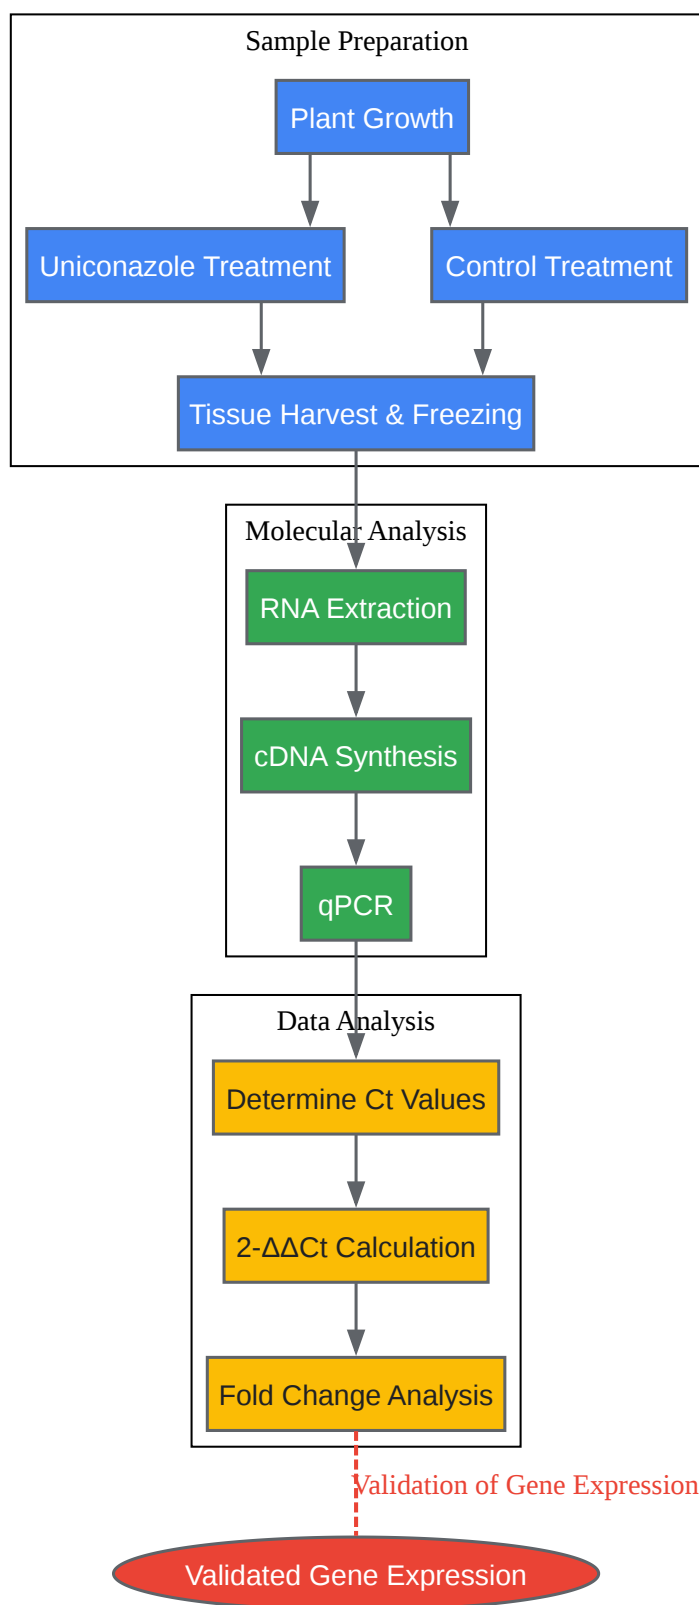 Sample Preparation
Plant Growth
Uniconazole Treatment
Control Treatment
Tissue Harvest & Freezing
Molecular Analysis
RNA Extraction
cDNA Synthesis
qPCR
Data Analysis
Determine Ct Values
2-ΔΔCt Calculation
Fold Change Analysis
Validation of Gene Expression
Validated Gene Expression